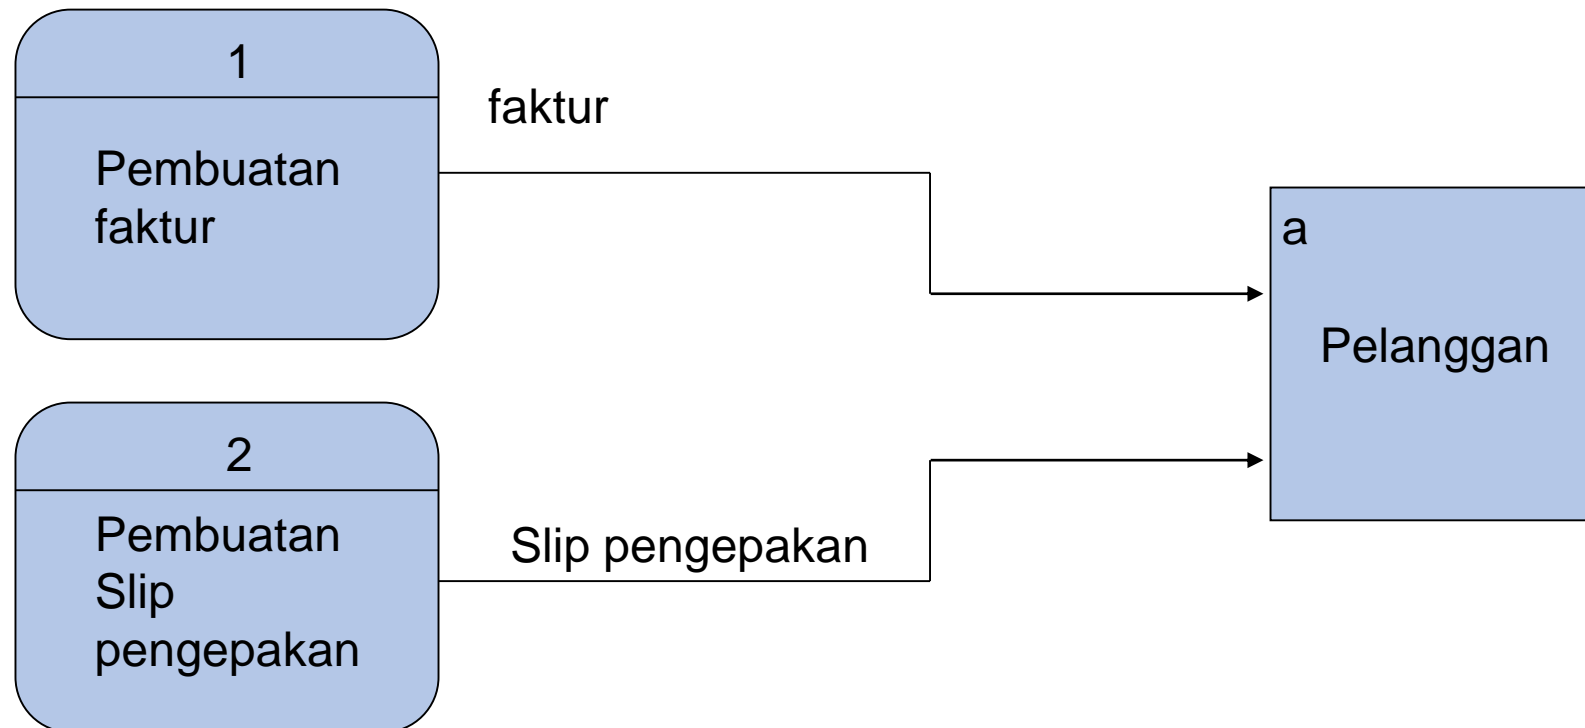 1
Pembuatan
faktur
faktur
a
Pelanggan
2
Pembuatan
Slip
pengepakan
Slip pengepakan